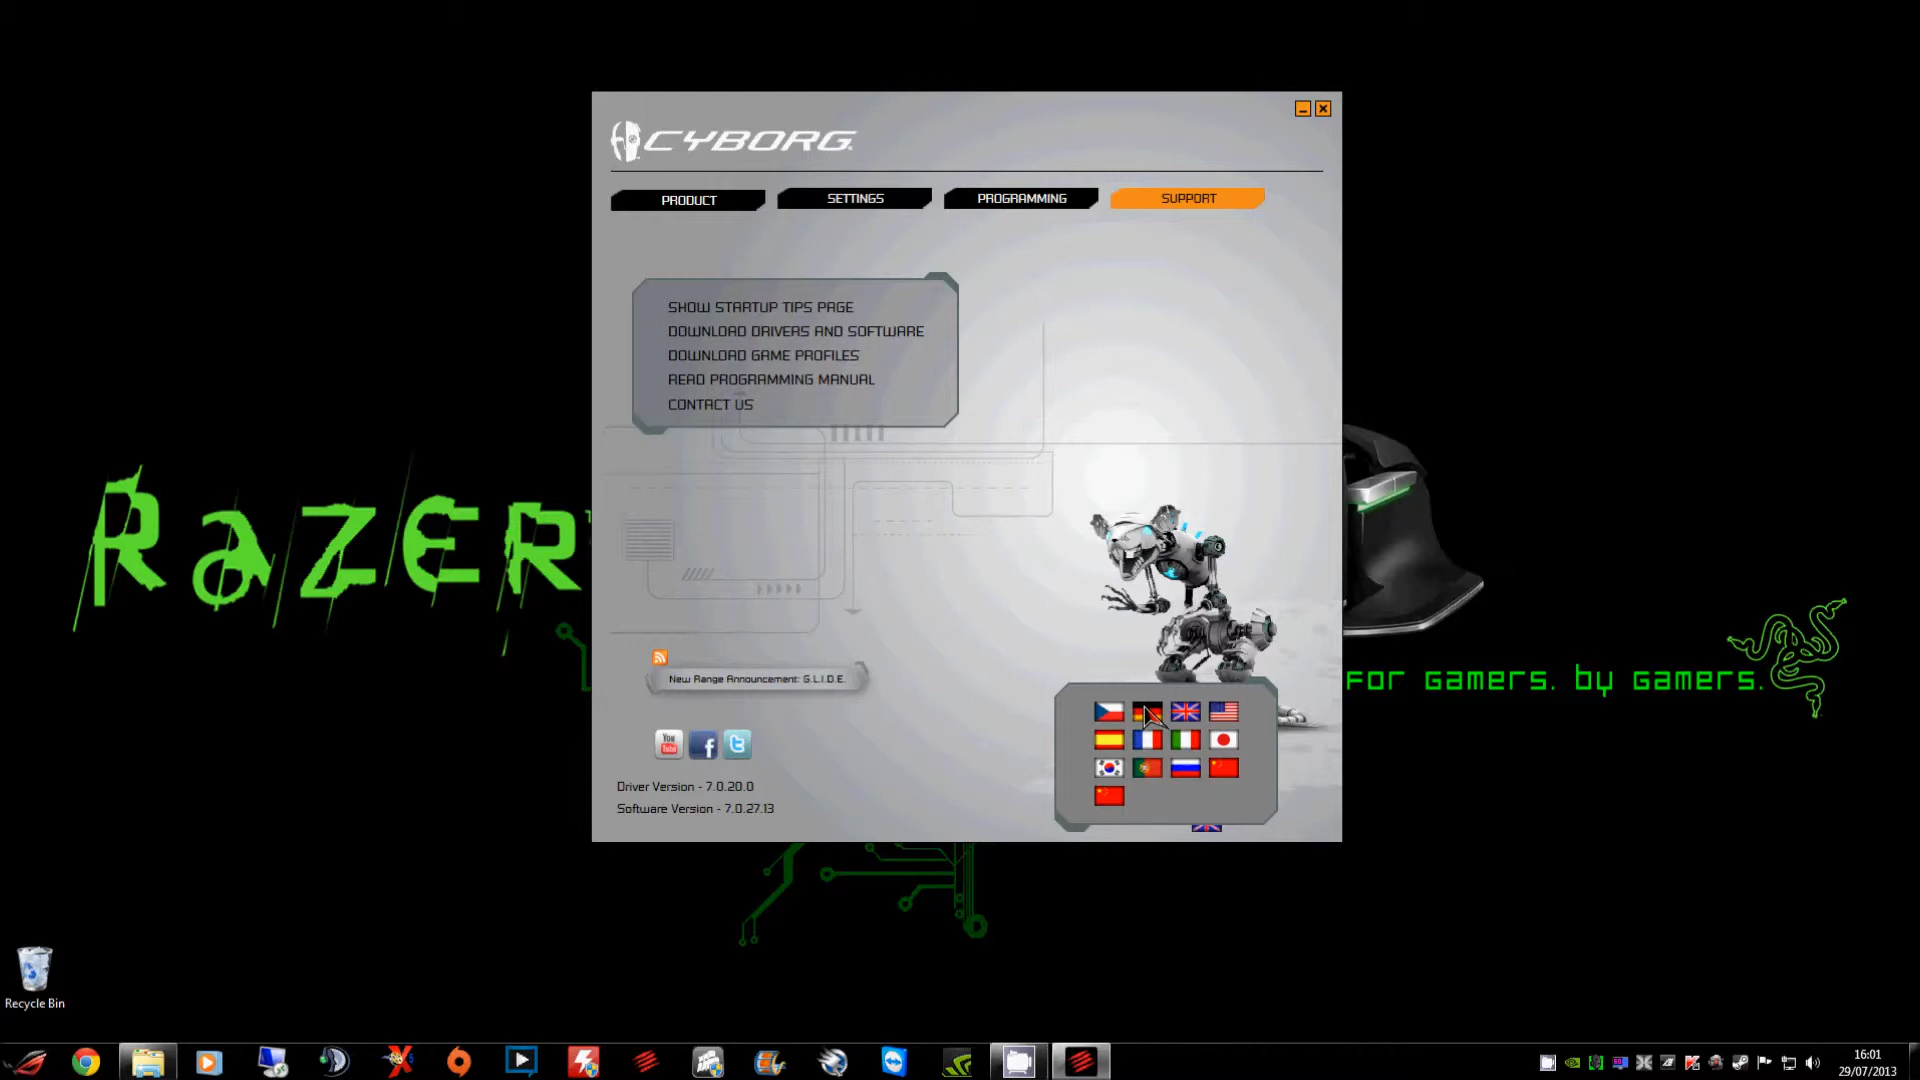 CYBORG
PRODUCT
SETTINGS
PROGRAMMING
SUPPORT
SHOW STARTUP TIPS PAGE
DOWNLOAD DRIVERS AND SOFTWARE
DOWNLOAD GAME PROFILES
READ PROGRAMMING MANUAL
CONTACT US
RaZER
FOR GAMERS. BY GAMERS.
New Range Announcement: G.L.I.D.E.
You
Tube
f
Driver Version - 7.0.20.0
Software Version - 7.0.27.13
Recycle Bin
16:01
29/07/2013